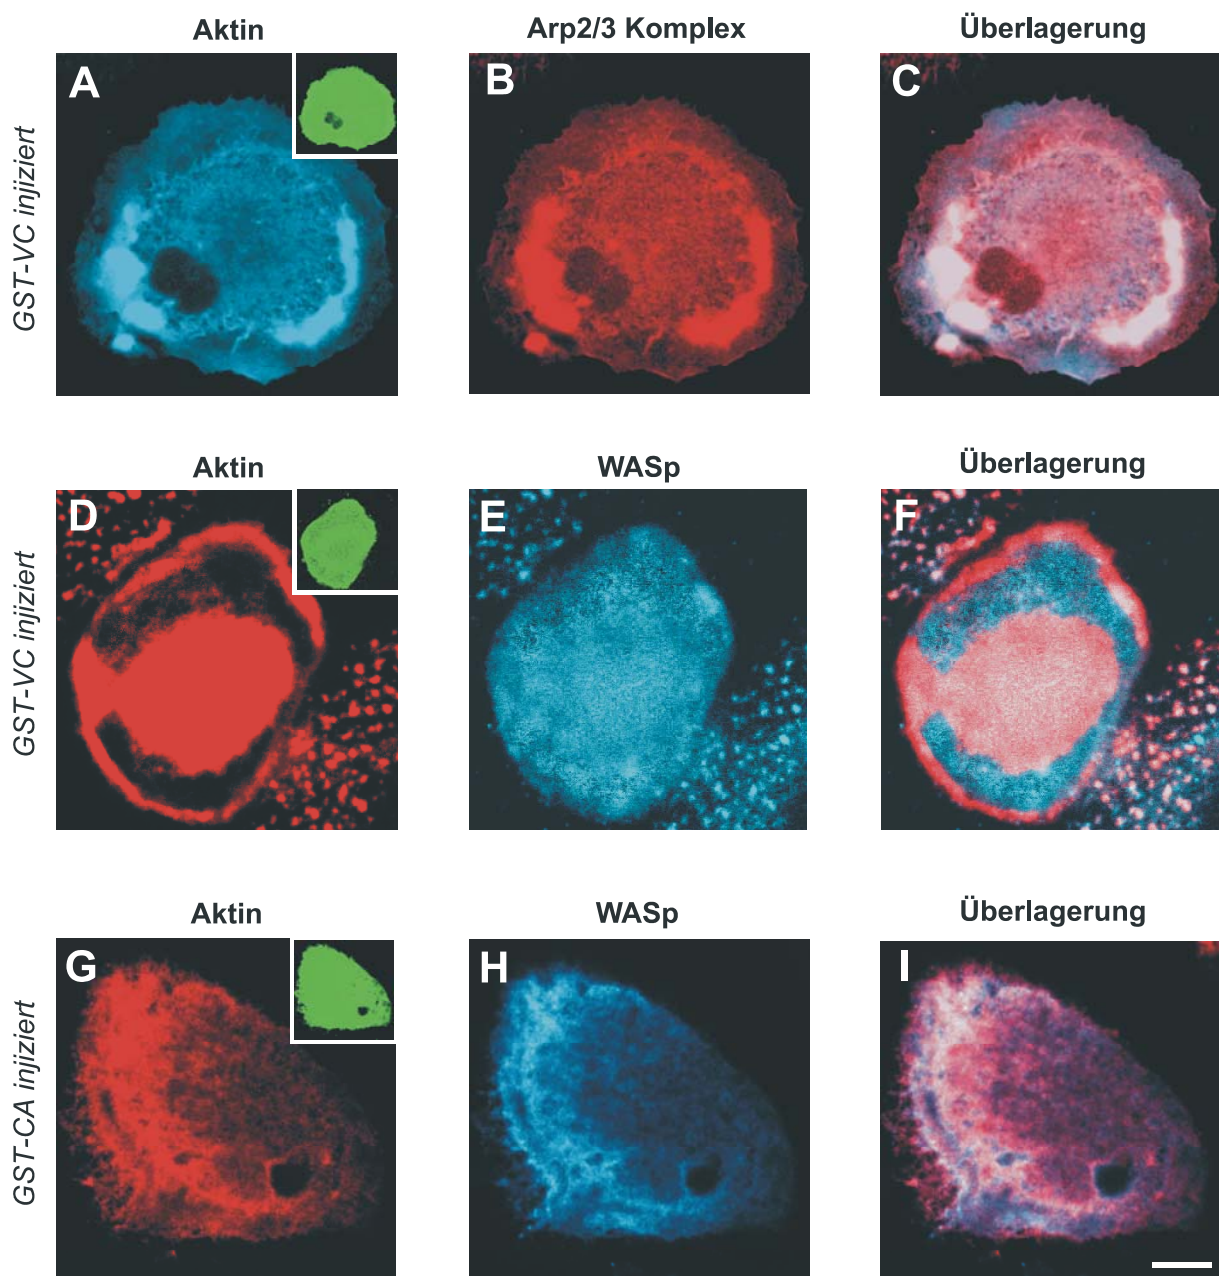 Aktin
Arp2/3 Komplex
Überlagerung
GST-VC injiziert
A
B
C
Aktin
WASp
Überlagerung
GST-VC injiziert
D
E
F
Aktin
WASp
Überlagerung
GST-CA injiziert
G
H
I